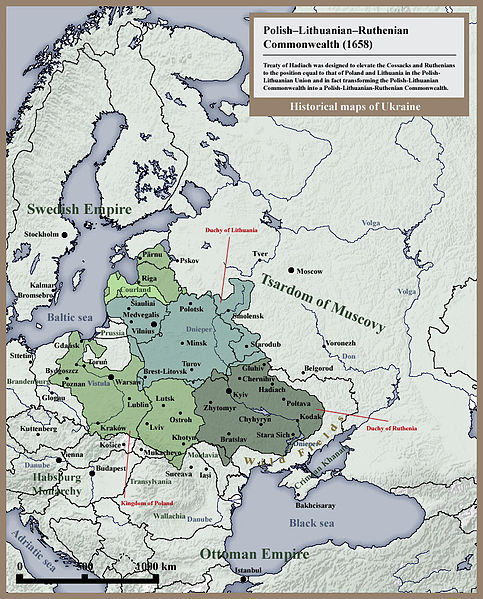 Polish–Lithuanian–Ruthenian
Commonwealth (1658)
Treaty of Hadiach was designed to elevate the Cossacks and Ruthenians
to the position equal to that of Poland and Lithuania in the Polish-
Lithuanian Union and in fact transforming the Polish-Lithuanian
Commonwealth into a Polish-Lithuanian-Ruthenian Commonwealth.
Historical maps of Ukraine
Swedish Empire
Stockholm
Duchy of Lithuania
Volga
Pärnu
Pskov
Tver
Moscow
Riga
Tsardom of Muscovy
Kalmar
Bromsebro
Courland
Volga
Šiauliai
Medvegalis
Polotsk
Smolensk
Baltic sea
Vilnius
Dnieper
Prussia
Gdańsk
Minsk
Starodub
Voronezh
Don
Sttetin
Toruń
Bydgoszcz
Turov
Gluhiv
Belgorod
Brandenburg
Poznan
Vistula
Warsaw
Brest-Litovsk
Chernihiv
Glogau
Lublin
Lutsk
Kyiv
Hadiach
Zhytomyr
Poltava
Kuttenberg
Kraków
Lviv
Ostroh
Chyhyryn
Kodak
Duchy of Ruthenia
Košice
Khotyn
Bratslav
Stara Sich
Dnieper
Vienna
Mukachevo
Moldavia
Wild Fields
Danube
Budapest
Suceava
Iaşi
Crimean Khanate
Habsburg
Monarchy
Transylvania
Kingdom of Poland
Bakhcisaray
Wallachia
Danube
Black sea
Adriatic sea
Ottoman Empire
Istanbul
0
500
1000 km